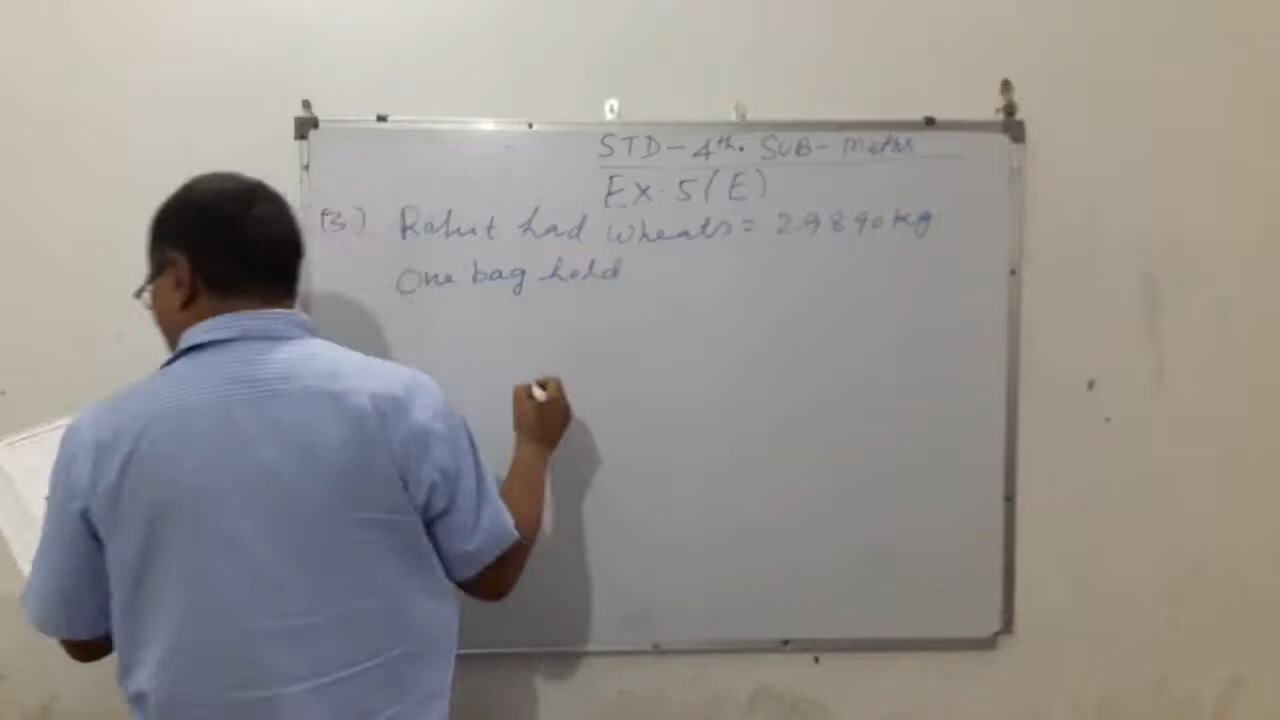 STD - 4th. SUB - Maths
Ex. 5(E)
(3.) Rohit had wheats = 29890 kg
One bag hold